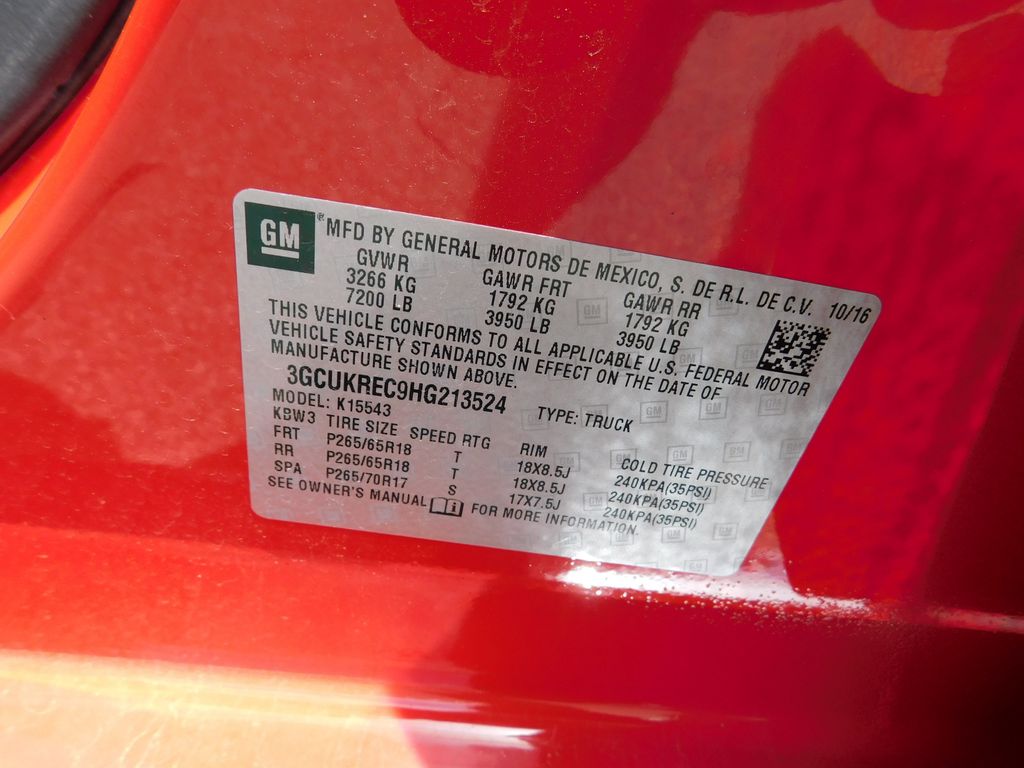 GM ® MFD BY GENERAL MOTORS DE MEXICO, S. DE R.L. DE C.V. 10/16
GVWR GAWR FRT GAWR RR
3266 KG 1792 KG 1792 KG
7200 LB 3950 LB 3950 LB
THIS VEHICLE CONFORMS TO ALL APPLICABLE U.S. FEDERAL MOTOR
VEHICLE SAFETY STANDARDS IN EFFECT ON THE DATE OF
MANUFACTURE SHOWN ABOVE.
3GCUKREC9HG213524 TYPE: TRUCK
MODEL: K15543
KBW3 TIRE SIZE SPEED RTG RIM COLD TIRE PRESSURE
FRT P265/65R18 T 18X8.5J 240KPA(35PSI)
RR P265/65R18 T 18X8.5J 240KPA(35PSI)
SPA P265/70R17 S 17X7.5J 240KPA(35PSI)
SEE OWNER'S MANUAL FOR MORE INFORMATION.